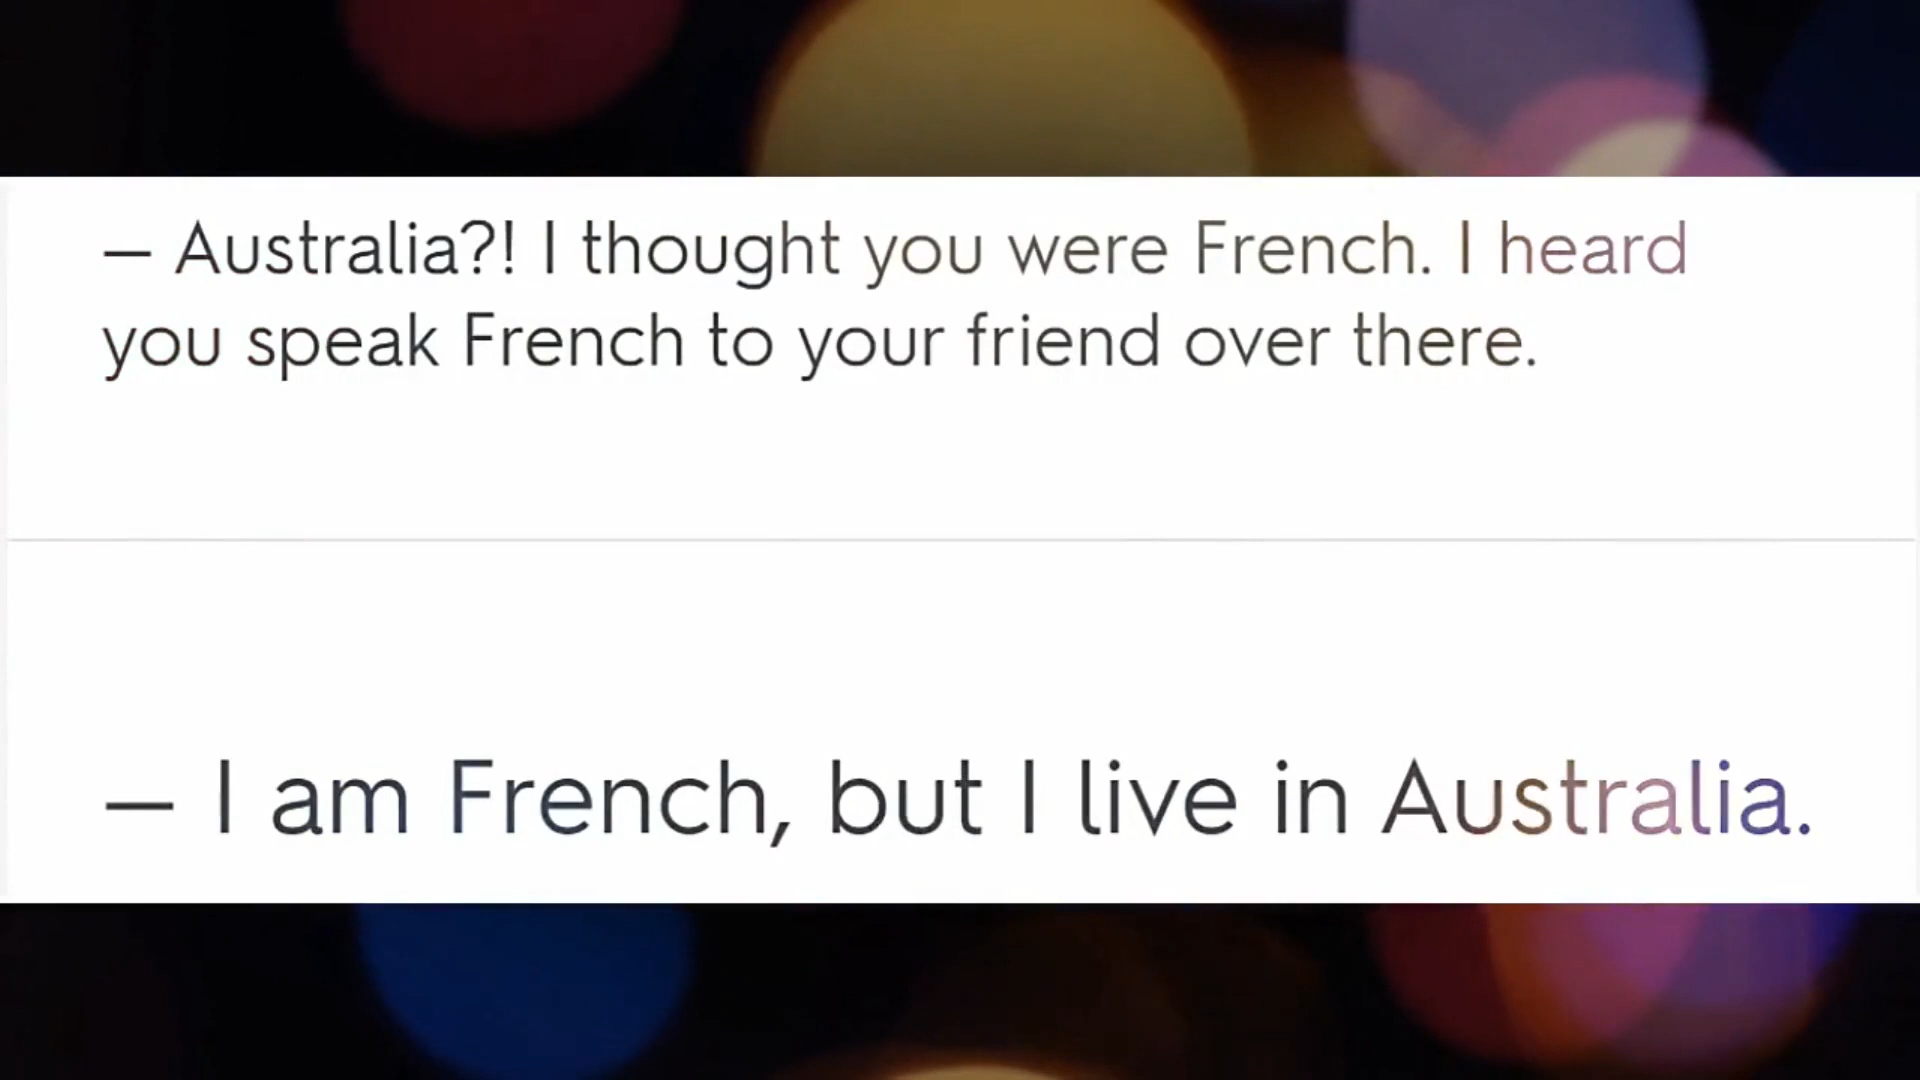 – Australia?! I thought you were French. I heard
you speak French to your friend over there.
– I am French, but I live in Australia.